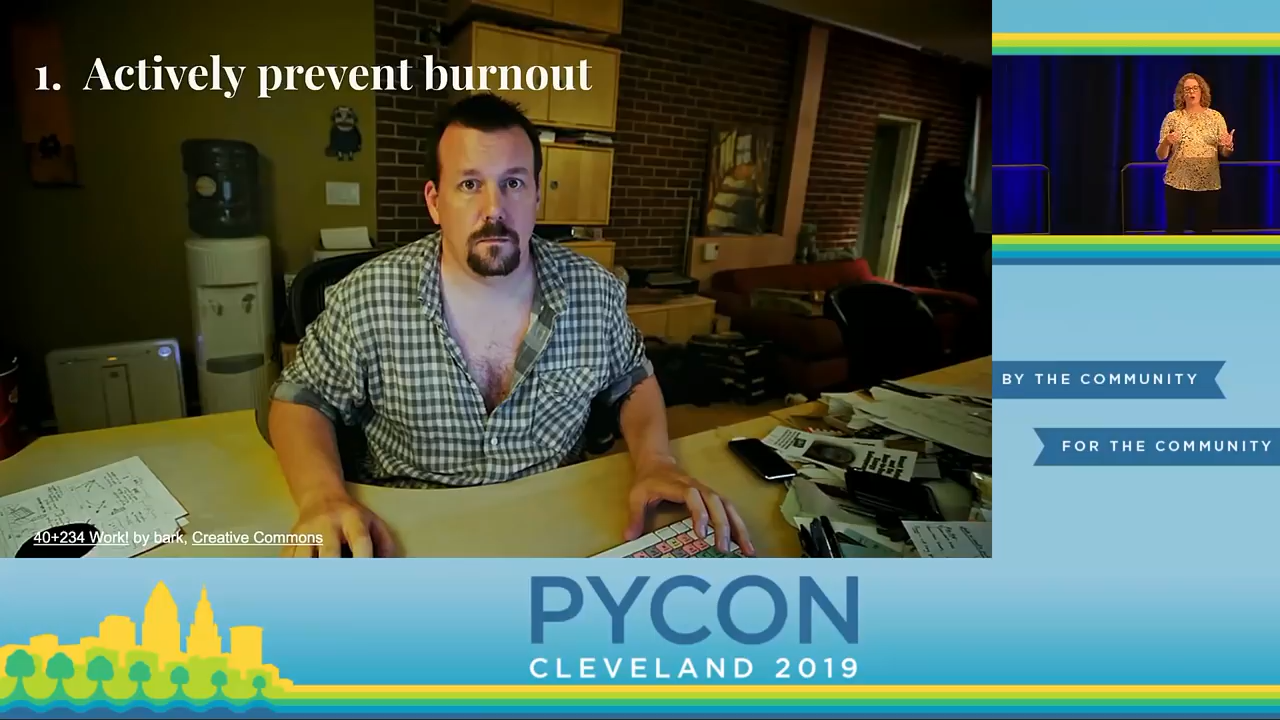 1. Actively prevent burnout
40+234 Work! by bark, Creative Commons
BY THE COMMUNITY
FOR THE COMMUNITY
PYCON
CLEVELAND 2019